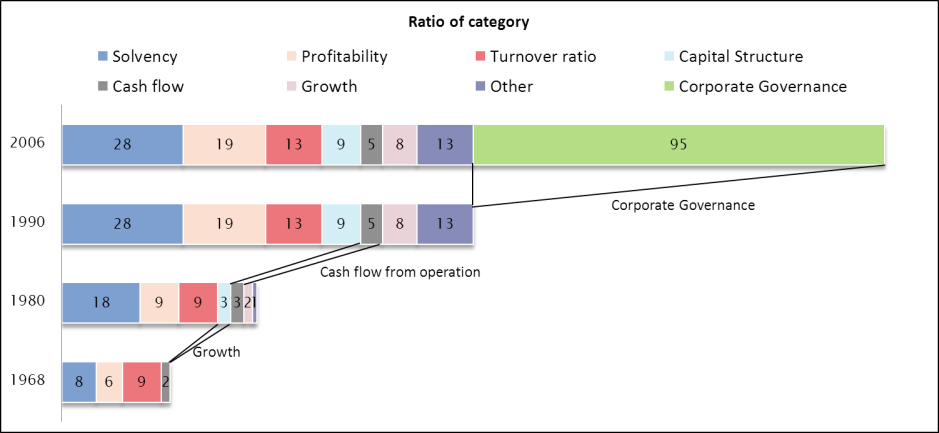 Ratio of category
Solvency Profitability Turnover ratio Capital Structure
Cash flow Growth Other Corporate Governance
2006 28 19 13 9 5 8 13 95
Corporate Governance
1990 28 19 13 9 5 8 13
Cash flow from operation
1980 18 9 9 3 3 2 1
Growth
1968 8 6 9 2